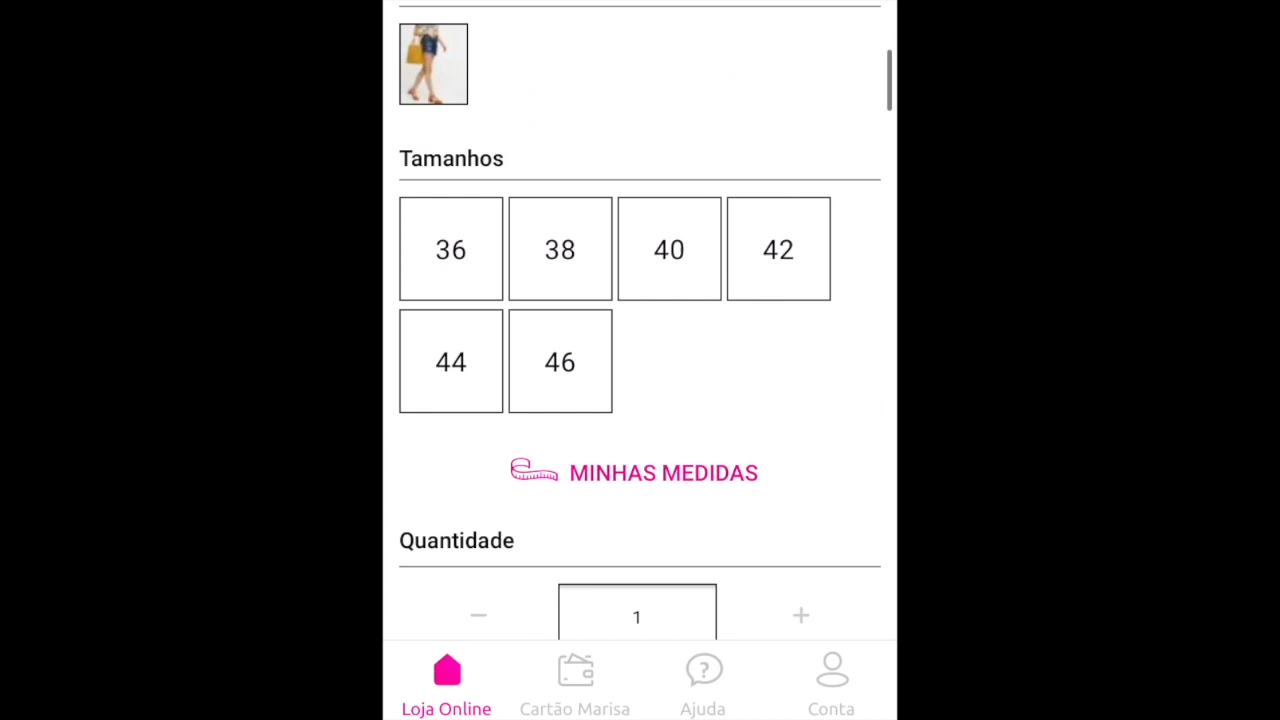 Tamanhos
36 38 40 42
44 46
MINHAS MEDIDAS
Quantidade
− 1 +
Loja Online Cartão Marisa Ajuda Conta